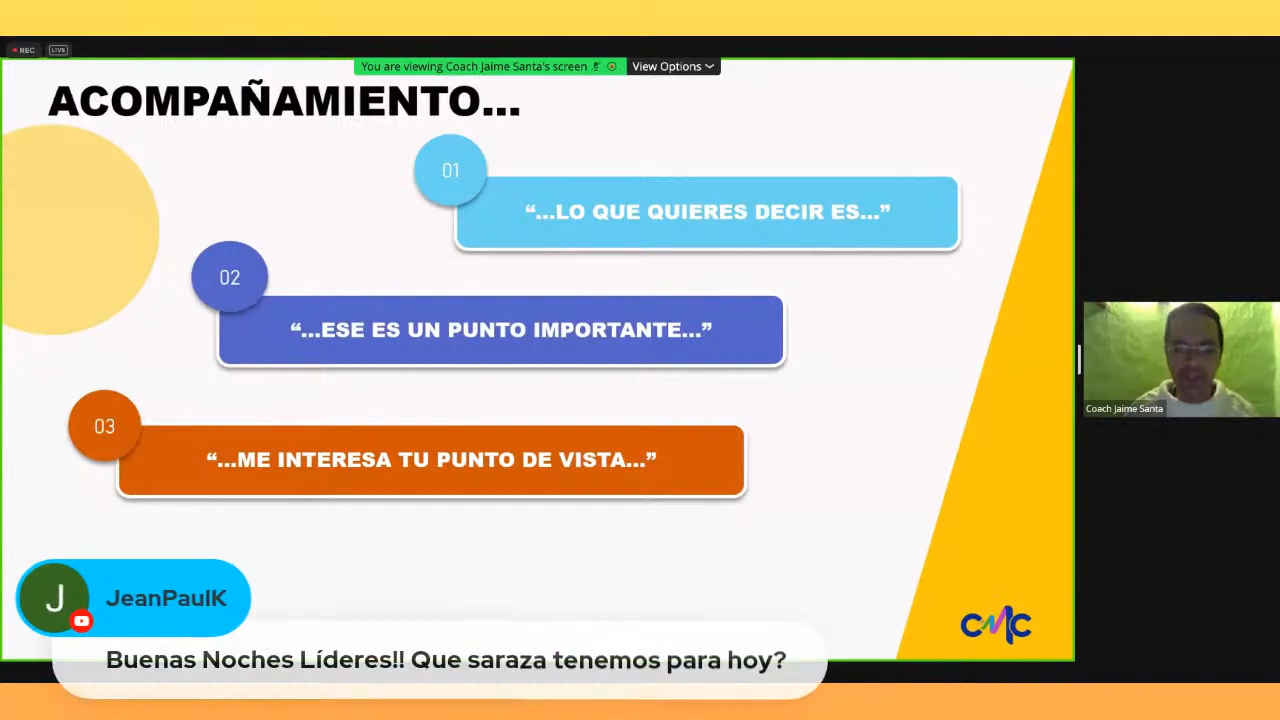 REC
LIVE
You are viewing Coach Jaime Santa's screen
View Options
ACOMPAÑAMIENTO...
01
“...LO QUE QUIERES DECIR ES...”
02
“...ESE ES UN PUNTO IMPORTANTE...”
03
“...ME INTERESA TU PUNTO DE VISTA...”
Coach Jaime Santa
J
JeanPaulK
Buenas Noches Líderes!! Que saraza tenemos para hoy?
CMC